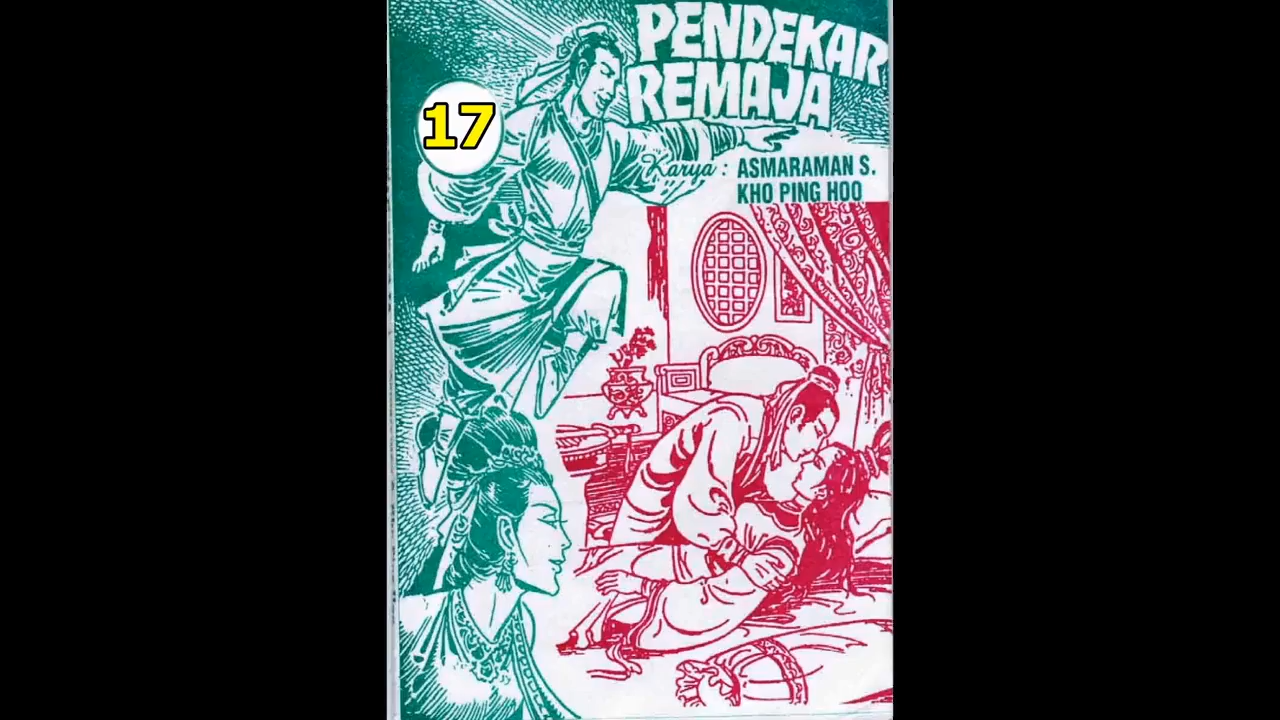 PENDEKAR
REMAJA
17
Karya : ASMARAMAN S.
KHO PING HOO